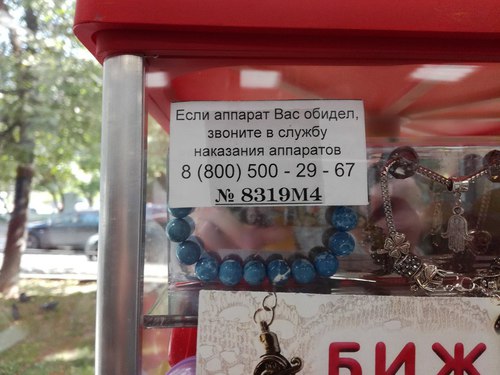 Если аппарат Вас обидел,
звоните в службу
наказания аппаратов
8 (800) 500 - 29 - 67
№ 8319М4
БИЖ